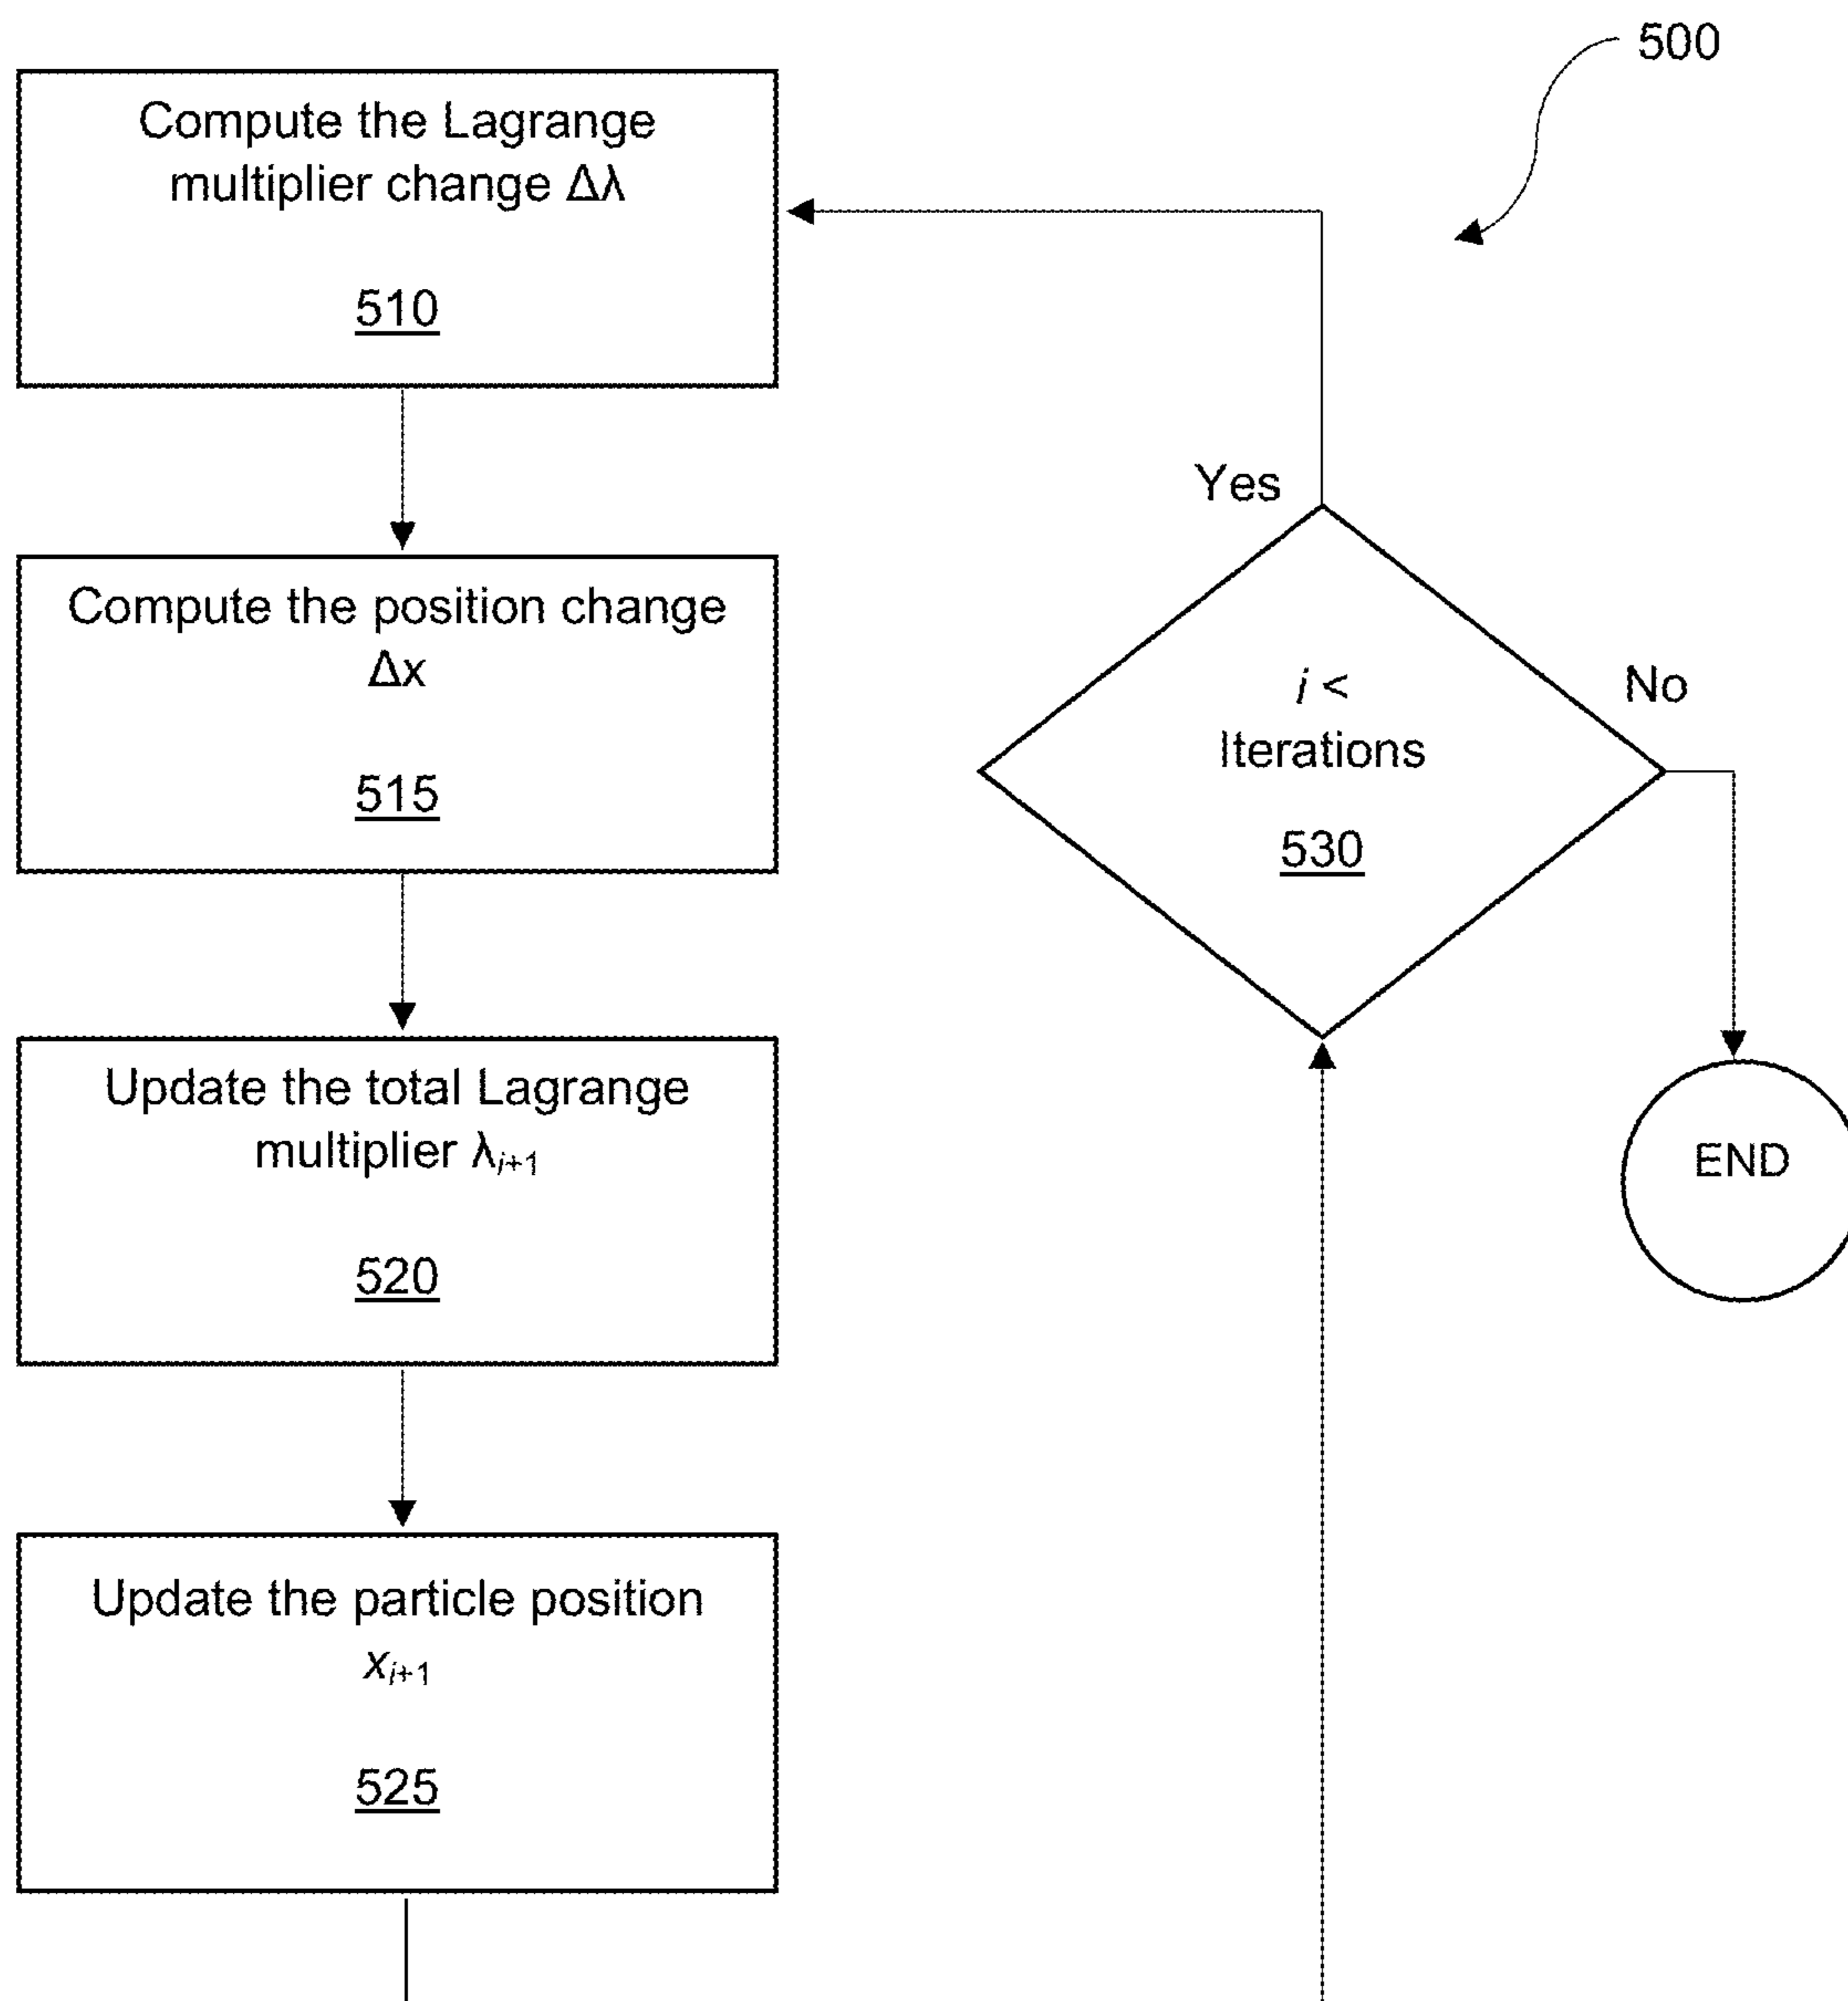 500
Compute the Lagrange
multiplier change Δλ
510
Compute the position change
Δx
515
Update the total Lagrange
multiplier λi+1
520
Update the particle position
xi+1
525
Yes
No
i <
Iterations
530
END